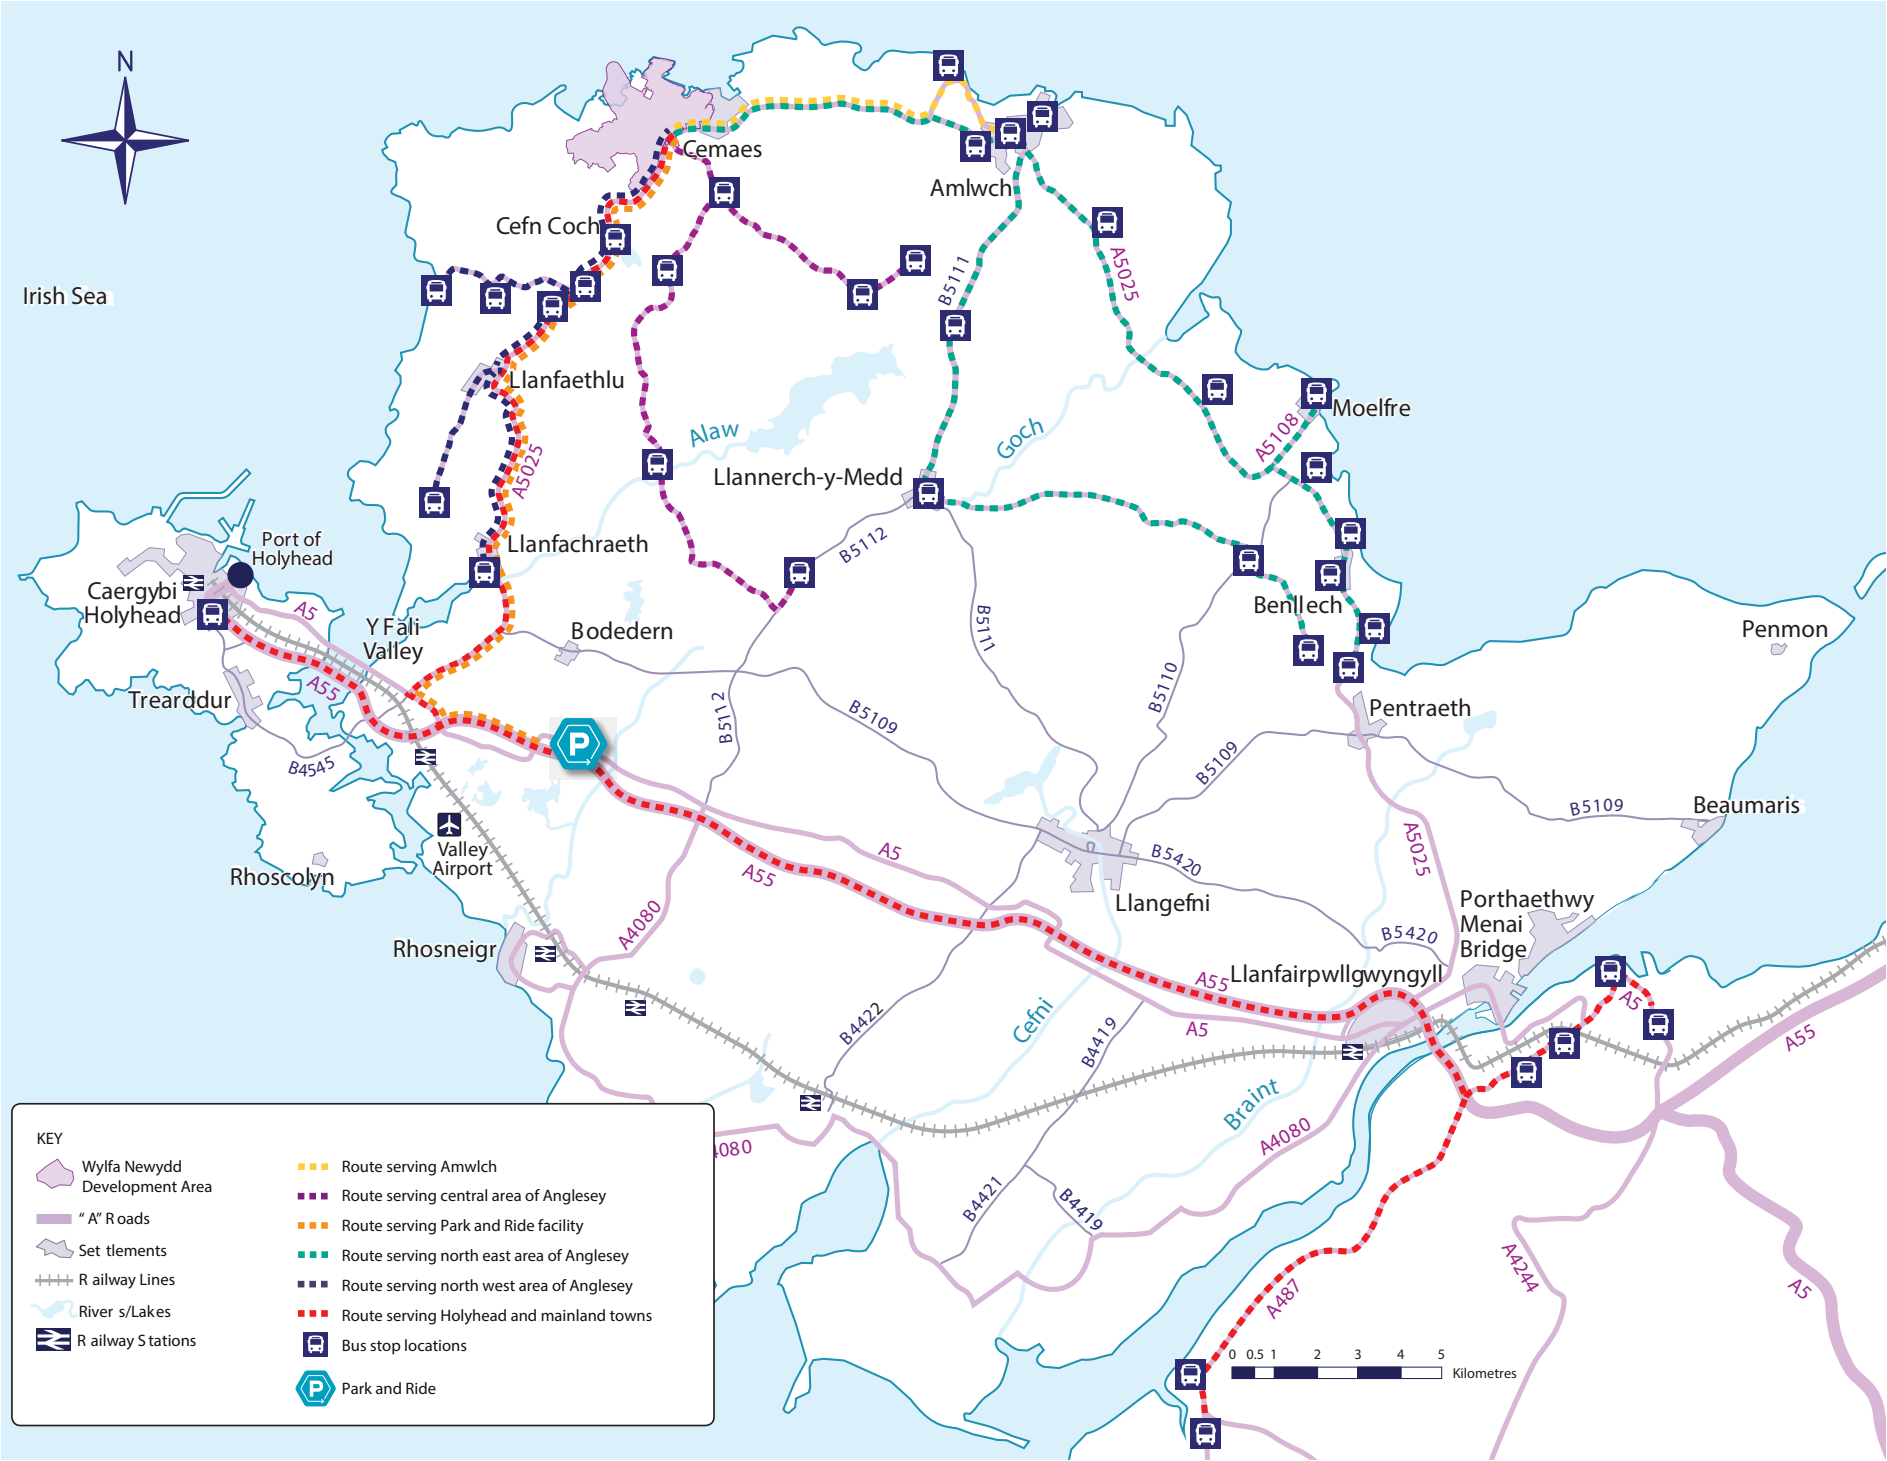 N
Irish Sea
Cemaes
Amlwch
Cefn Coch
B5111
A5025
Llanfaethlu
Moelfre
A5108
Alaw
Goch
A5025
Llannerch-y-Medd
Port of
Holyhead
Llanfachraeth
B5112
Caergybi
Holyhead
A5
Y Fali
Valley
Bodedern
B5111
Benllech
Penmon
A55
Trearddur
B5112
B5109
B5110
Pentraeth
B4545
B5109
B5109
Beaumaris
Valley
Airport
A5
A55
Rhoscolyn
A5025
B5420
Llangefni
Porthaethwy
Menai
Bridge
A4080
Rhosneigr
B5420
Llanfairpwllgwyngyll
A55
A5
B4422
Cefni
A5
B4419
A55
Braint
A4080
4080
B4421
B4419
A4244
A5
A487
0 0.5 1 2 3 4 5
Kilometres
KEY
Wylfa Newydd
Development Area
"A" Roads
Set tlements
R ailway Lines
River s/Lakes
R ailway S tations
Route serving Amwlch
Route serving central area of Anglesey
Route serving Park and Ride facility
Route serving north east area of Anglesey
Route serving north west area of Anglesey
Route serving Holyhead and mainland towns
Bus stop locations
P
Park and Ride
P